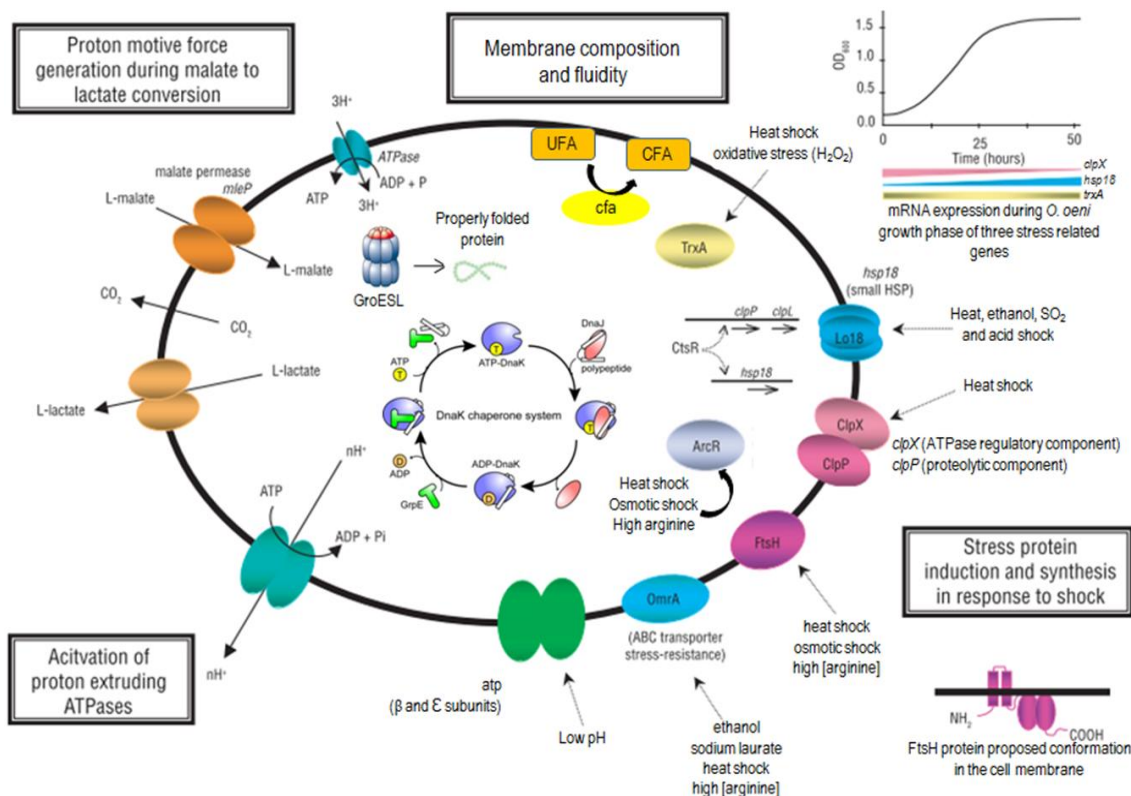 Proton motive force
generation during malate to
lactate conversion
Membrane composition
and fluidity
OD600
1.5
1.0
0.5
0.0
0
25
50
Time (hours)
clpX
hsp18
trxA
mRNA expression during O. oeni
growth phase of three stress related
genes
3H+
ATPase
ATP
ADP + P
3H+
malate permease
mleP
L-malate
L-malate
CO2
CO2
L-lactate
L-lactate
UFA
CFA
cfa
Heat shock
oxidative stress (H2O2)
TrxA
Properly folded
protein
GroESL
hsp18
(small HSP)
Lo18
Heat, ethanol, SO2
and acid shock
clpP
clpL
CtsR
hsp18
ATP
T
T
ATP-DnaK
DnaJ
polypeptide
T
DnaK chaperone system
ADP-DnaK
D
D
ADP
GrpE
Heat shock
ClpX
ClpP
clpX (ATPase regulatory component)
clpP (proteolytic component)
ArcR
Heat shock
Osmotic shock
High arginine
FtsH
heat shock
osmotic shock
high [arginine]
OmrA
(ABC transporter
stress-resistance)
ethanol
sodium laurate
heat shock
high [arginine]
atp
(β and Ɛ subunits)
Low pH
nH+
ATP
ADP + Pi
nH+
Acitvation of
proton extruding
ATPases
Stress protein
induction and synthesis
in response to shock
NH2
COOH
FtsH protein proposed conformation
in the cell membrane